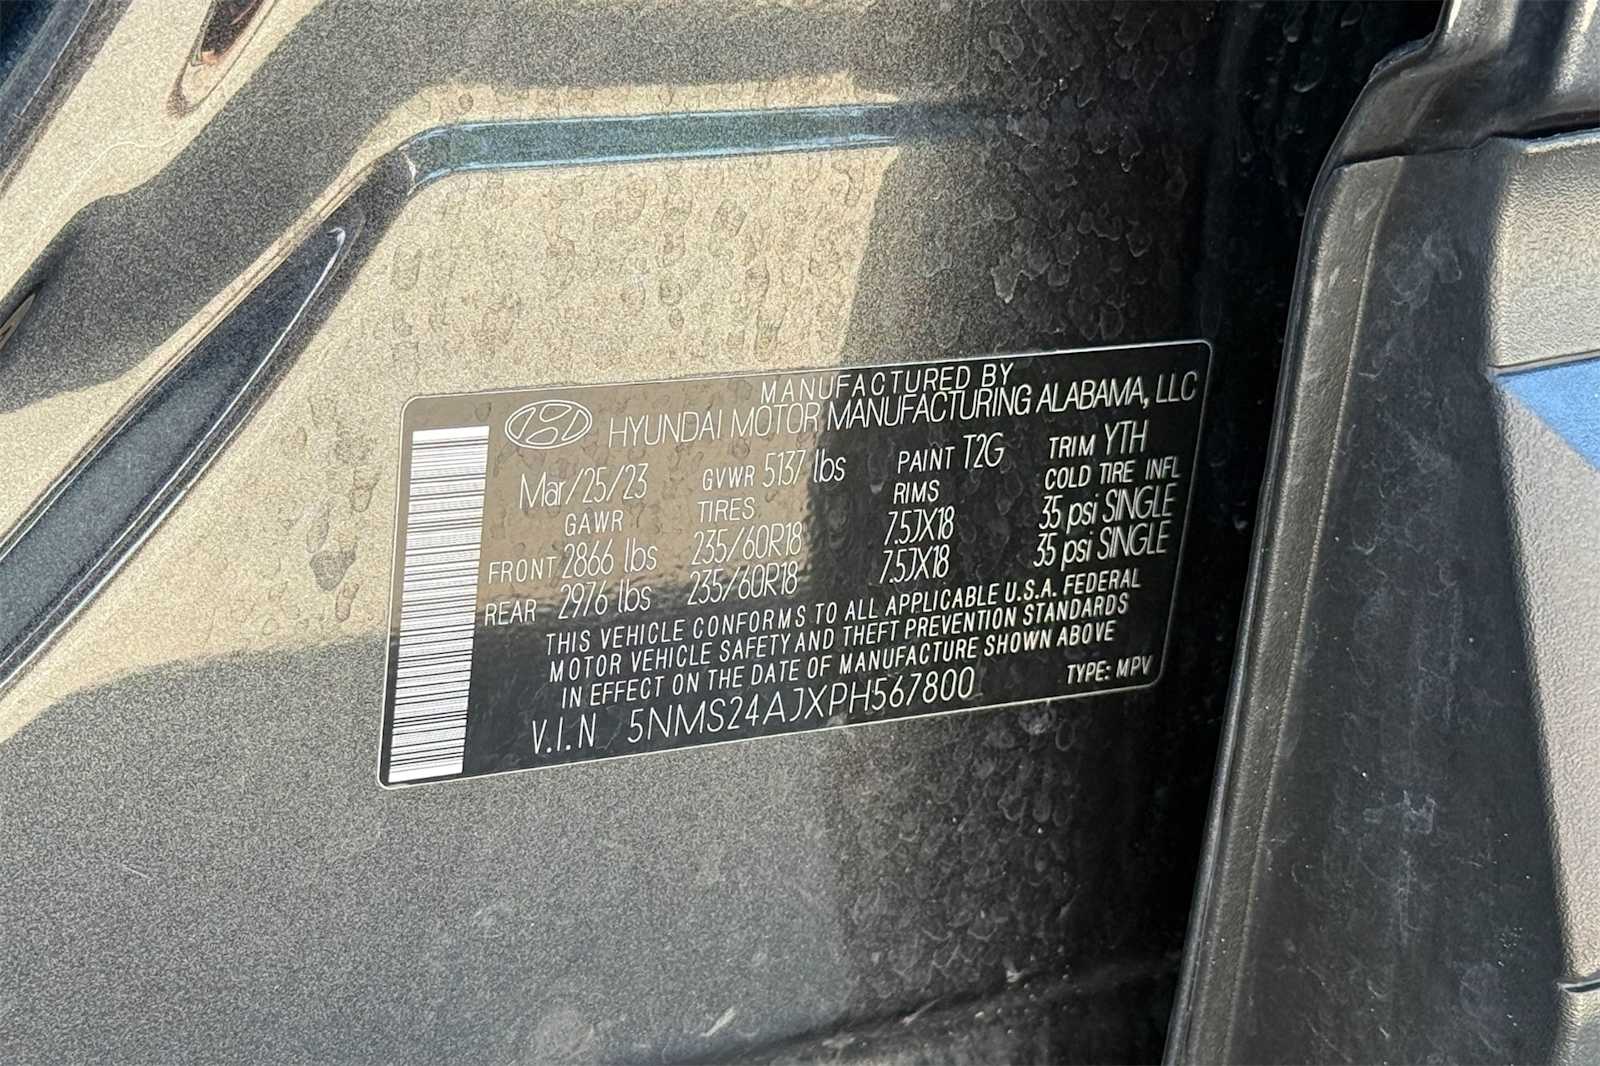 MANUFACTURED BY
HYUNDAI MOTOR MANUFACTURING ALABAMA, LLC
Mar/25/23 GVWR 5137 lbs PAINT T2G TRIM YTH
GAWR TIRES RIMS COLD TIRE INFL
FRONT 2866 lbs 235/60R18 7.5JX18 35 psi SINGLE
REAR 2976 lbs 235/60R18 7.5JX18 35 psi SINGLE
THIS VEHICLE CONFORMS TO ALL APPLICABLE U.S.A. FEDERAL
MOTOR VEHICLE SAFETY AND THEFT PREVENTION STANDARDS
IN EFFECT ON THE DATE OF MANUFACTURE SHOWN ABOVE
V.I.N 5NMS24AJXPH567800 TYPE: MPV